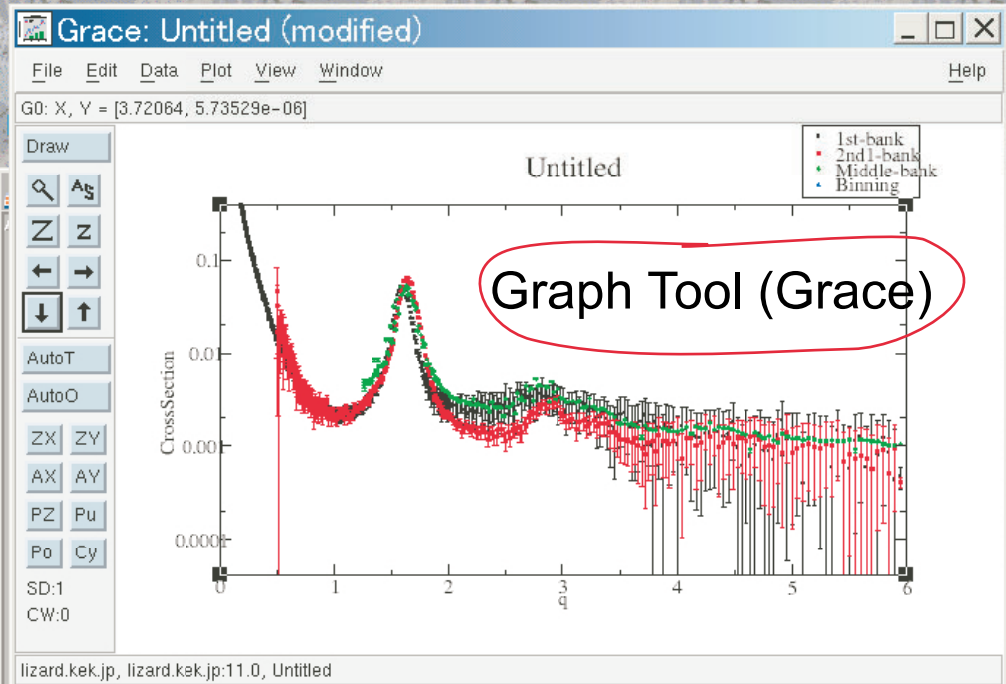 Grace: Untitled (modified)
File Edit Data Plot View Window Help
G0: X, Y = [3.72064, 5.73529e-06]
Draw
AS
Z z
AutoT
AutoO
ZX ZY
AX AY
PZ Pu
Po Cy
SD:1
CW:0
Untitled
1st-bank
2nd1-bank
Middle-bank
Binning
Graph Tool (Grace)
CrossSection
0.1
0.01
0.001
0.0001
0 1 2 3 4 5 6
q
lizard.kek.jp, lizard.kek.jp:11.0, Untitled